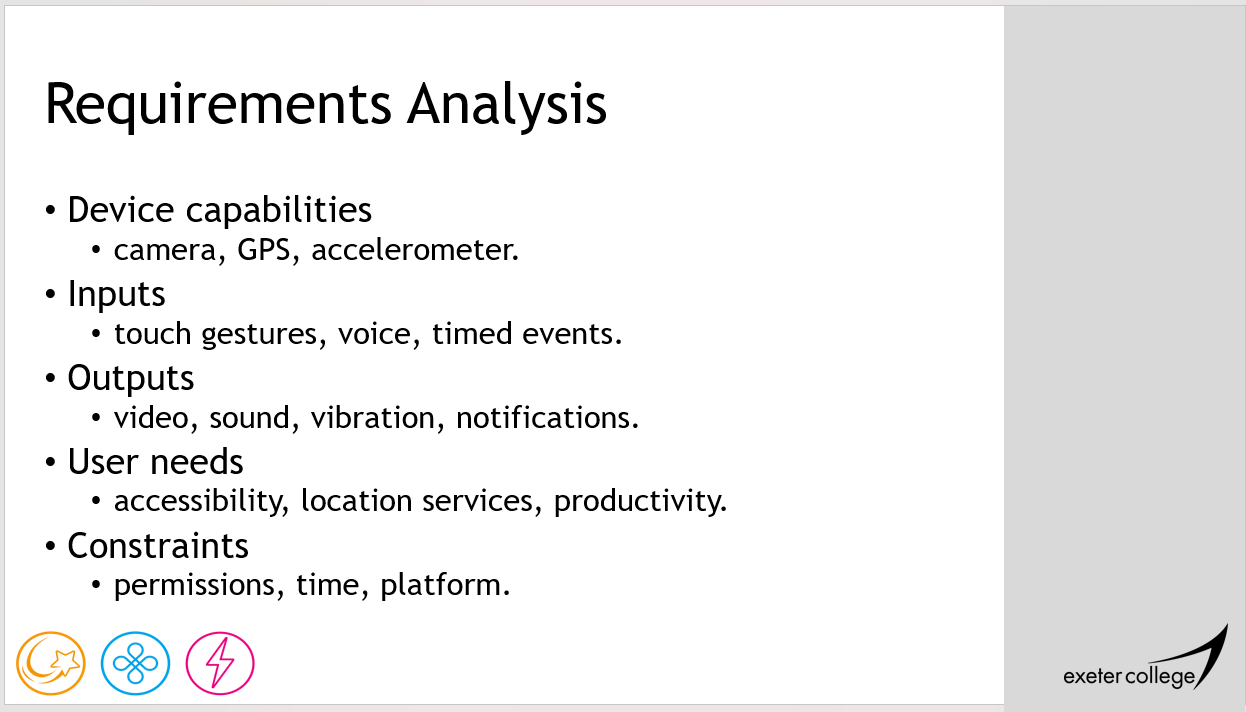 Requirements Analysis
• Device capabilities
• camera, GPS, accelerometer.
• Inputs
• touch gestures, voice, timed events.
• Outputs
• video, sound, vibration, notifications.
• User needs
• accessibility, location services, productivity.
• Constraints
• permissions, time, platform.
exeter college